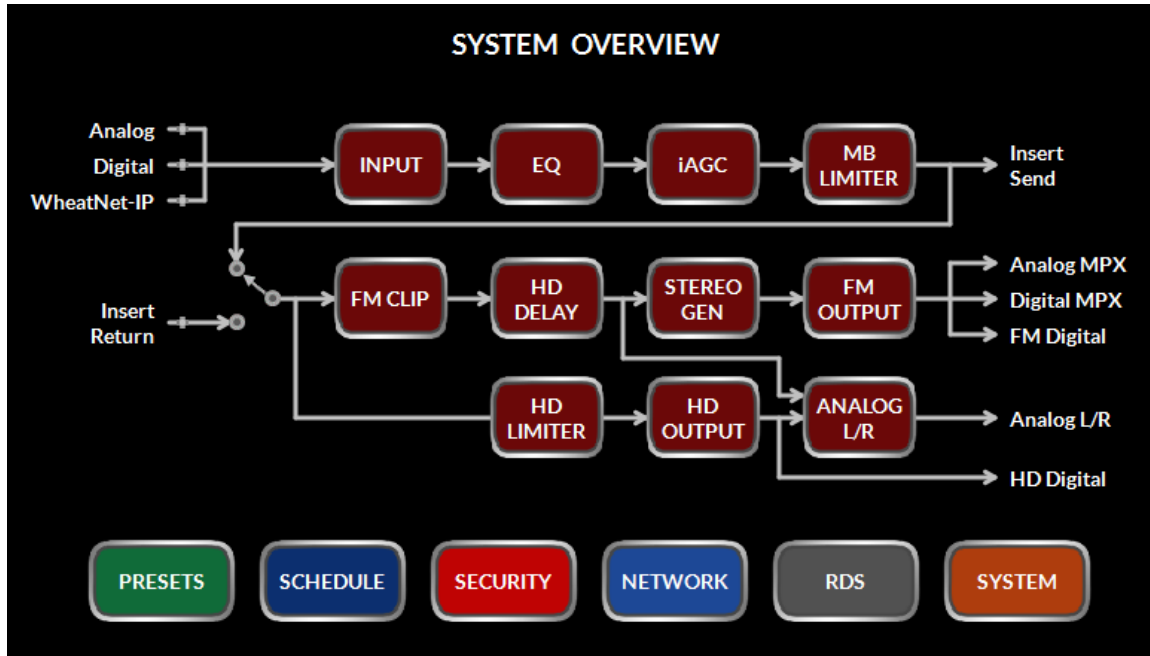 SYSTEM OVERVIEW
Analog
Digital
WheatNet-IP
INPUT
EQ
iAGC
MB
LIMITER
Insert
Send
Insert
Return
FM CLIP
HD
DELAY
STEREO
GEN
FM
OUTPUT
Analog MPX
Digital MPX
FM Digital
HD
LIMITER
HD
OUTPUT
ANALOG
L/R
Analog L/R
HD Digital
PRESETS
SCHEDULE
SECURITY
NETWORK
RDS
SYSTEM